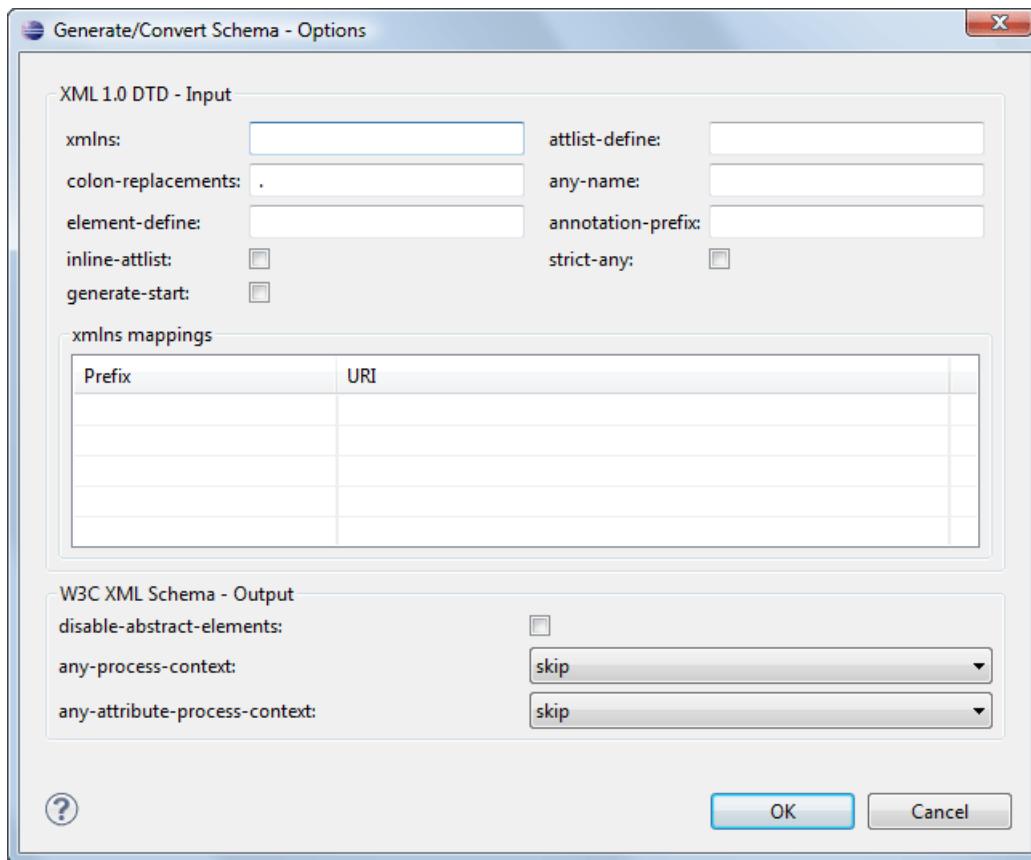 Generate/Convert Schema - Options
XML 1.0 DTD - Input
xmlns: attlist-define:
colon-replacements: . any-name:
element-define: annotation-prefix:
inline-attlist: strict-any:
generate-start:
xmlns mappings
Prefix URI
W3C XML Schema - Output
disable-abstract-elements:
any-process-context: skip
any-attribute-process-context: skip
? OK Cancel